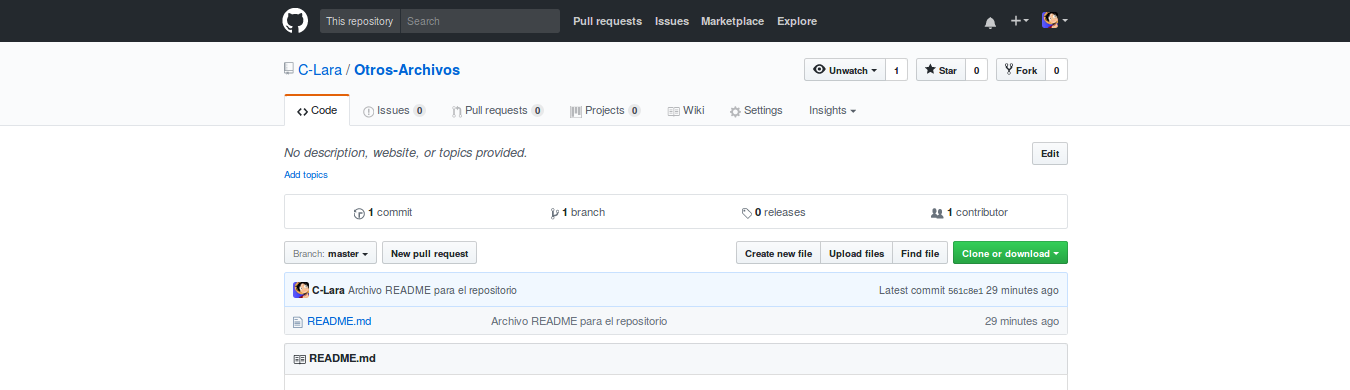 This repository Search Pull requests Issues Marketplace Explore
C-Lara / Otros-Archivos Unwatch 1 Star 0 Fork 0
Code Issues 0 Pull requests 0 Projects 0 Wiki Settings Insights
No description, website, or topics provided. Edit
Add topics
1 commit 1 branch 0 releases 1 contributor
Branch: master New pull request Create new file Upload files Find file Clone or download
C-Lara Archivo README para el repositorio Latest commit 561c8e1 29 minutes ago
README.md Archivo README para el repositorio 29 minutes ago
README.md